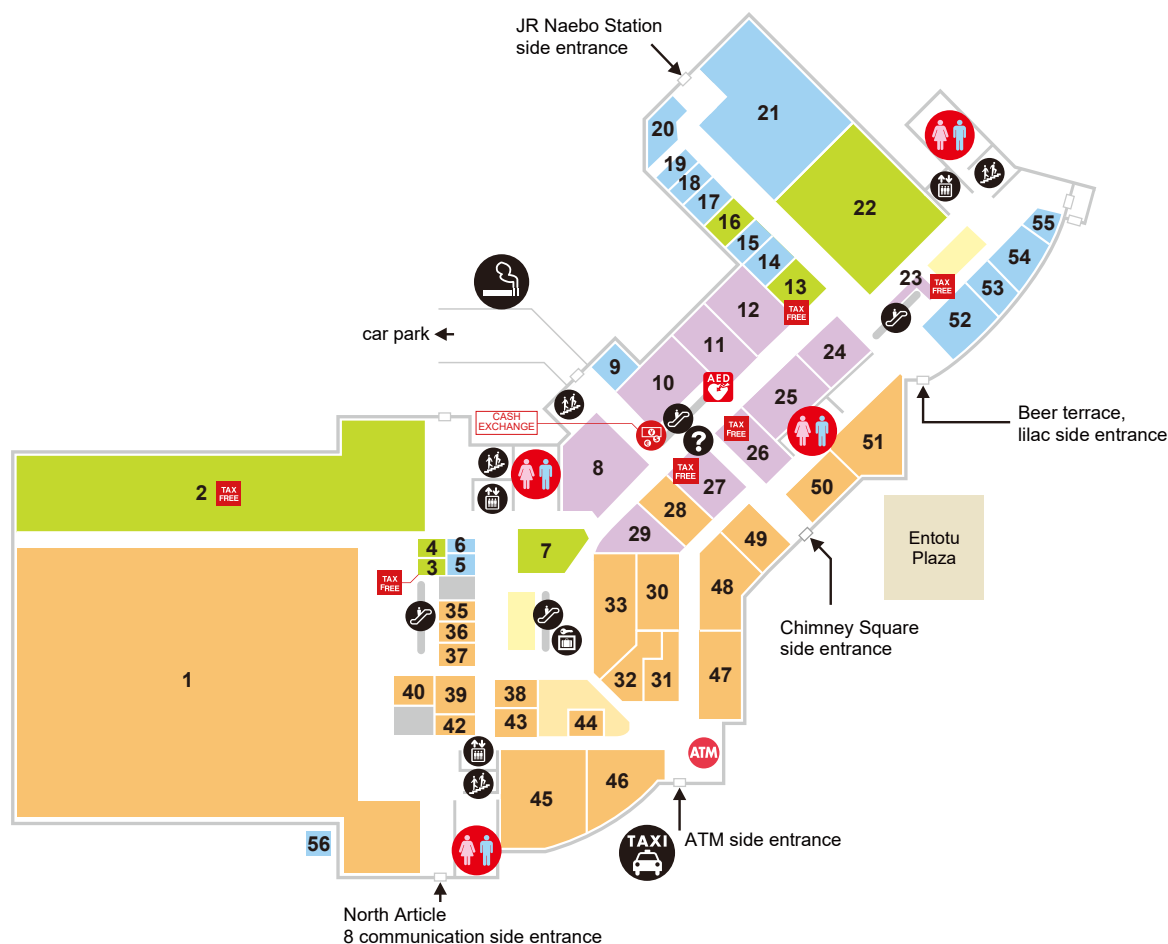 JR Naebo Station
side entrance
21
20
19
18
17
16
15
14
13
TAX
FREE
22
55
54
53
52
23
TAX
FREE
12
11
10
9
car park
24
25
26
TAX
FREE
AED
CASH
EXCHANGE
?
TAX
FREE
8
27
28
29
51
50
Beer terrace,
lilac side entrance
49
48
47
Entotu
Plaza
Chimney Square
side entrance
2
TAX
FREE
4
6
3
5
TAX
FREE
7
30
33
32
31
35
36
37
1
40
39
42
38
43
44
45
46
ATM
TAXI
ATM side entrance
56
North Article
8 communication side entrance